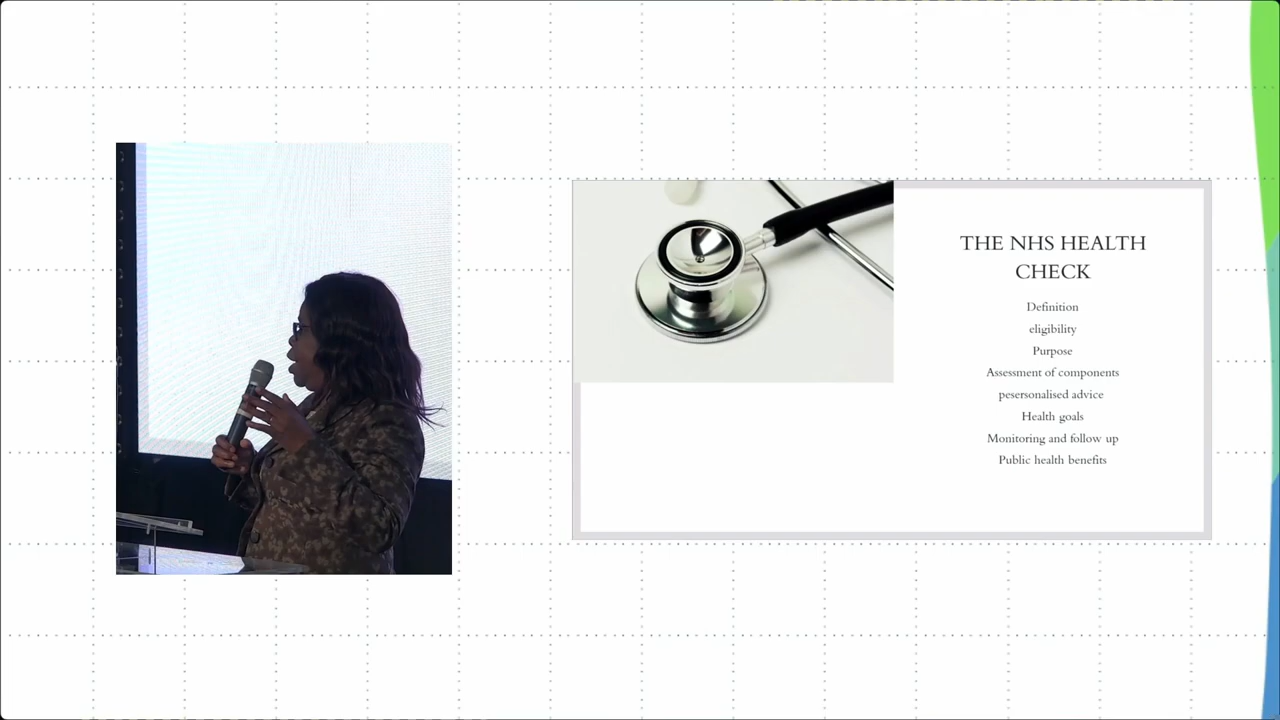 THE NHS HEALTH
CHECK
Definition
eligibility
Purpose
Assessment of components
pesersonalised advice
Health goals
Monitoring and follow up
Public health benefits